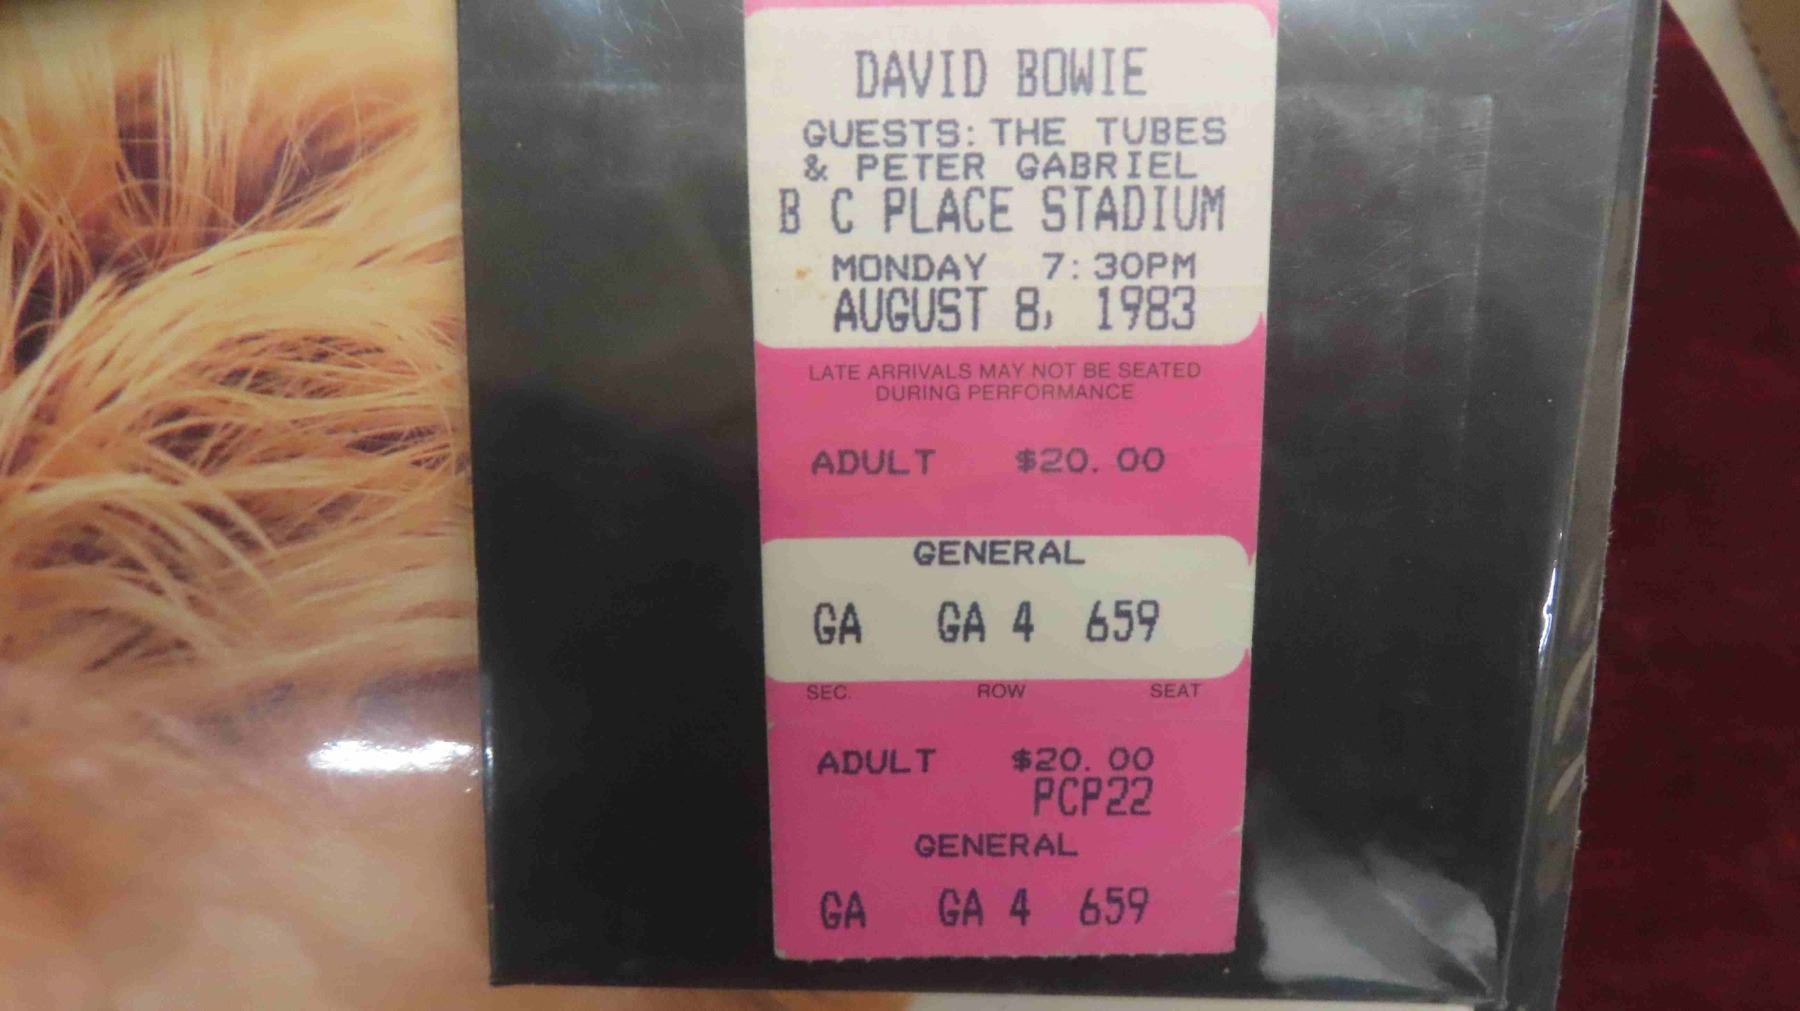 DAVID BOWIE
GUESTS: THE TUBES
& PETER GABRIEL
B C PLACE STADIUM
MONDAY 7:30PM
AUGUST 8, 1983
LATE ARRIVALS MAY NOT BE SEATED
DURING PERFORMANCE
ADULT $20.00
GENERAL
GA GA 4 659
SEC. ROW SEAT
ADULT $20.00
PCP22
GENERAL
GA GA 4 659